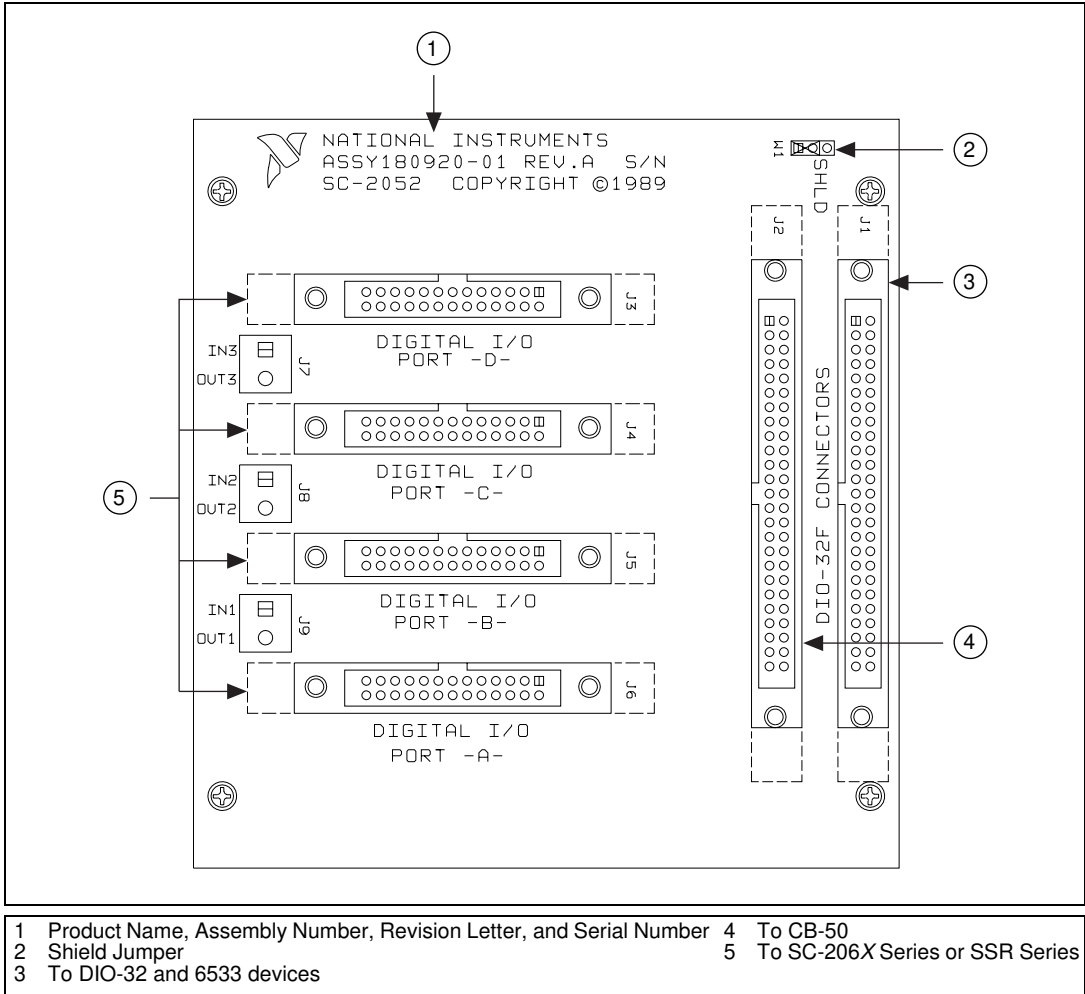 1
NATIONAL INSTRUMENTS
ASSY180920-01 REV.A S/N
SC-2052 COPYRIGHT ©1989
W1
SHLD
2
J2
J1
3
J3
DIGITAL I/O
PORT -D-
IN3
OUT3
J7
J4
DIGITAL I/O
PORT -C-
IN2
OUT2
J8
5
J5
DIGITAL I/O
PORT -B-
IN1
OUT1
J9
J6
DIGITAL I/O
PORT -A-
DIO-32F CONNECTORS
4
1 Product Name, Assembly Number, Revision Letter, and Serial Number
2 Shield Jumper
3 To DIO-32 and 6533 devices
4 To CB-50
5 To SC-206X Series or SSR Series